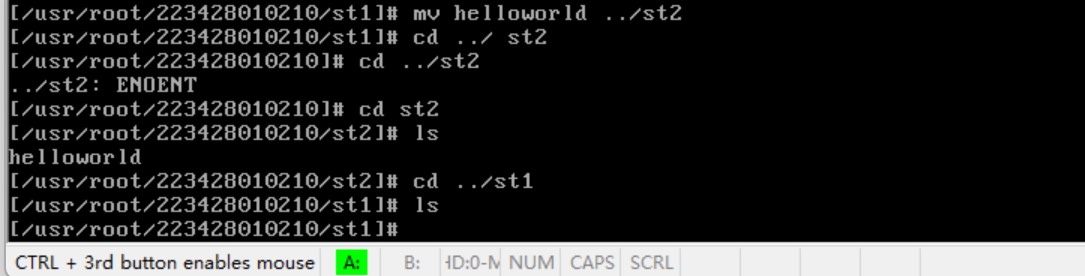 [/usr/root/223428010210/st1]# mv helloworld ../st2
[/usr/root/223428010210/st1]# cd ../ st2
[/usr/root/223428010210]# cd ../st2
../st2: ENOENT
[/usr/root/223428010210]# cd st2
[/usr/root/223428010210/st2]# ls
helloworld
[/usr/root/223428010210/st2]# cd ../st1
[/usr/root/223428010210/st1]# ls
[/usr/root/223428010210/st1]#
CTRL + 3rd button enables mouse A: B: HD:0-M NUM CAPS SCRL